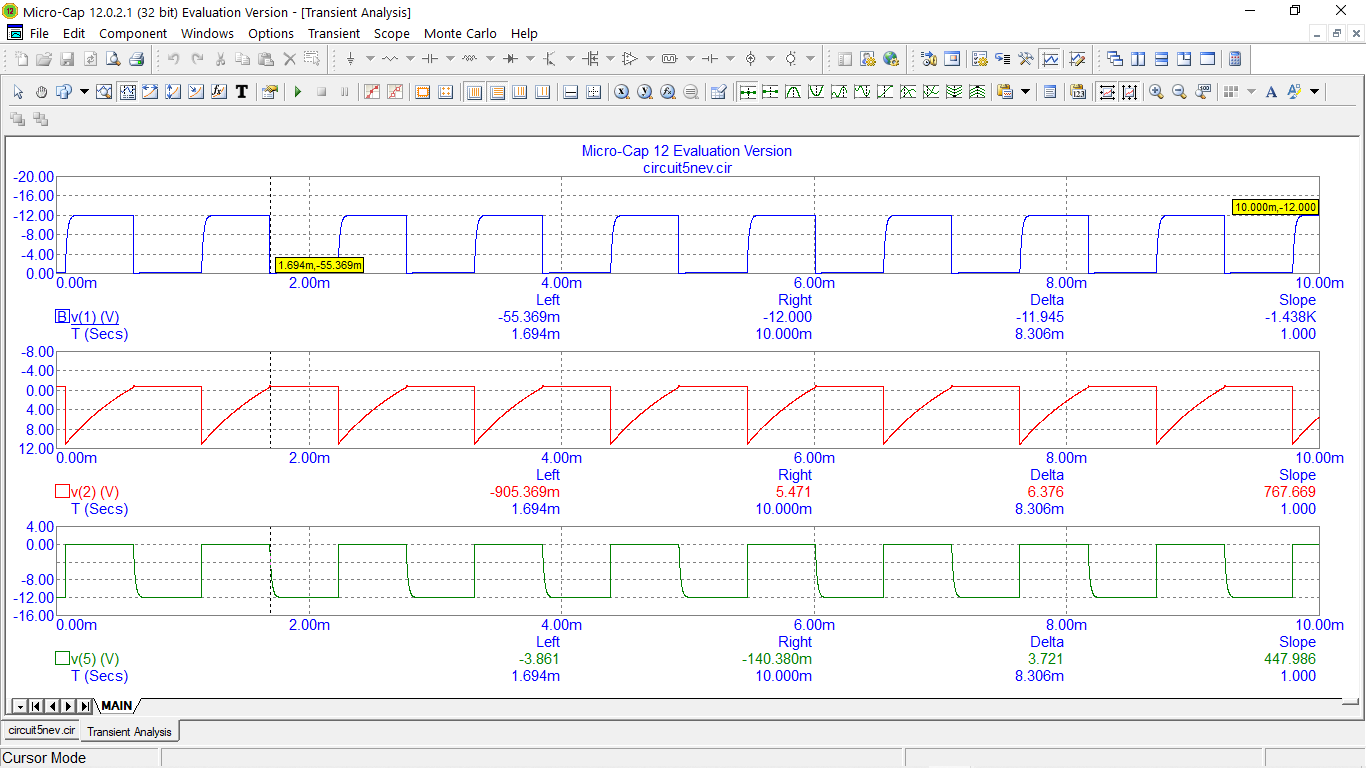 Micro-Cap 12.0.2.1 (32 bit) Evaluation Version - [Transient Analysis]
File Edit Component Windows Options Transient Scope Monte Carlo Help
Micro-Cap 12 Evaluation Version
circuit5nev.cir
-20.00
-16.00
-12.00
-8.00
-4.00
0.00
10.000m,-12.000
1.694m,-55.369m
0.00m 2.00m 4.00m 6.00m 8.00m 10.00m
Left Right Delta Slope
B v(1) (V) -55.369m -12.000 -11.945 -1.438K
T (Secs) 1.694m 10.000m 8.306m 1.000
-8.00
-4.00
0.00
4.00
8.00
12.00
0.00m 2.00m 4.00m 6.00m 8.00m 10.00m
Left Right Delta Slope
v(2) (V) -905.369m 5.471 6.376 767.669
T (Secs) 1.694m 10.000m 8.306m 1.000
4.00
0.00
-8.00
-12.00
-16.00
0.00m 2.00m 4.00m 6.00m 8.00m 10.00m
Left Right Delta Slope
v(5) (V) -3.861 -140.380m 3.721 447.986
T (Secs) 1.694m 10.000m 8.306m 1.000
MAIN
circuit5nev.cir Transient Analysis
Cursor Mode